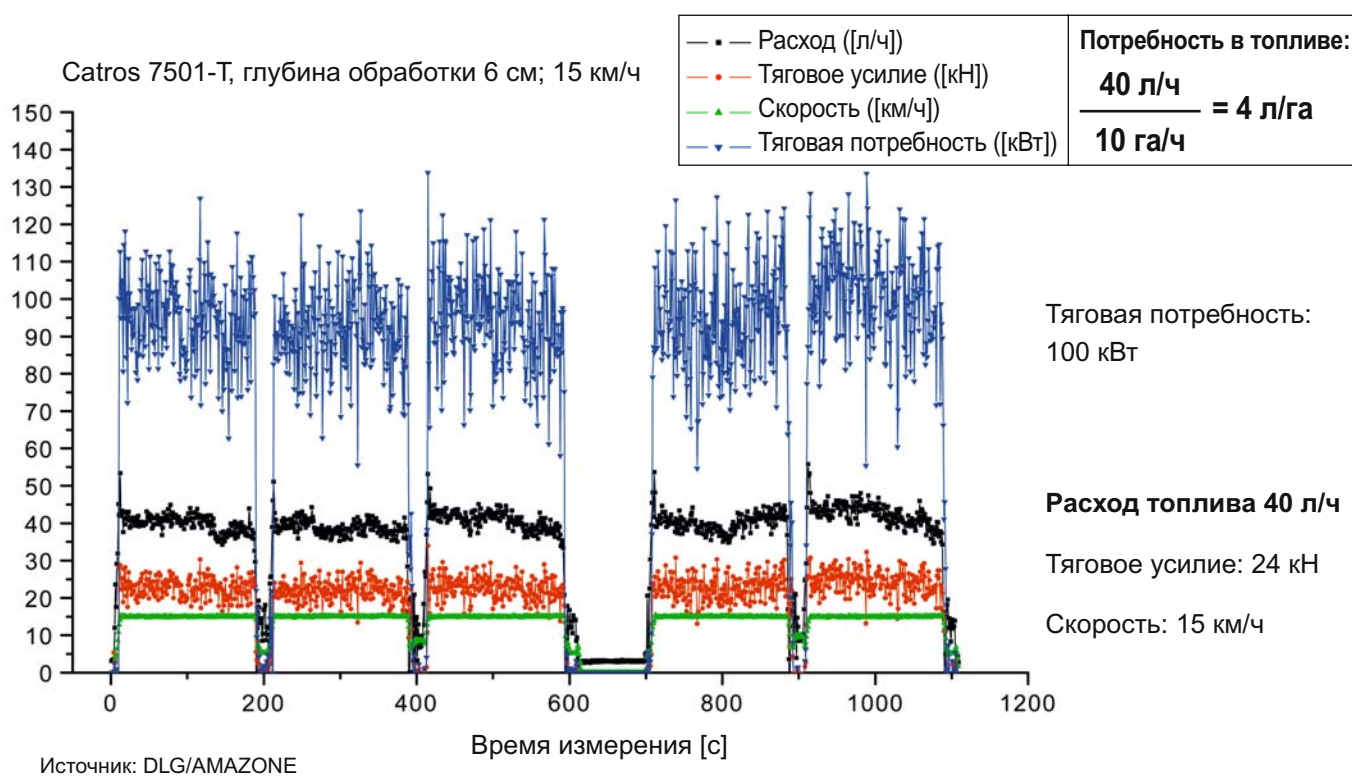 Catros 7501-T, глубина обработки 6 см; 15 км/ч
Расход ([л/ч])
Тяговое усилие ([кН])
Скорость ([км/ч])
Тяговая потребность ([кВт])
Потребность в топливе:
40 л/ч
10 га/ч
= 4 л/га
150
140
130
120
110
100
90
80
70
60
50
40
30
20
10
0
0 200 400 600 800 1000 1200
Время измерения [с]
Тяговая потребность:
100 кВт
Расход топлива 40 л/ч
Тяговое усилие: 24 кН
Скорость: 15 км/ч
Источник: DLG/AMAZONE